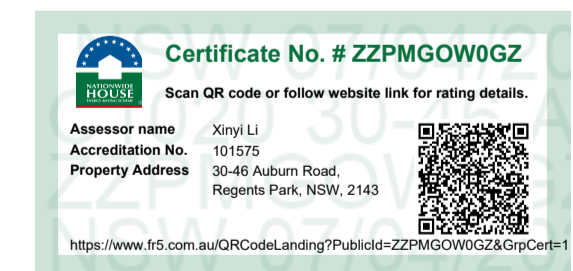 Certificate No. # ZZPMGOW0GZ
NATIONWIDE
HOUSE
ENERGY RATING SCHEME
Scan QR code or follow website link for rating details.
Assessor name Xinyi Li
Accreditation No. 101575
Property Address 30-46 Auburn Road,
Regents Park, NSW, 2143
https://www.fr5.com.au/QRCodeLanding?PublicId=ZZPMGOW0GZ&GrpCert=1